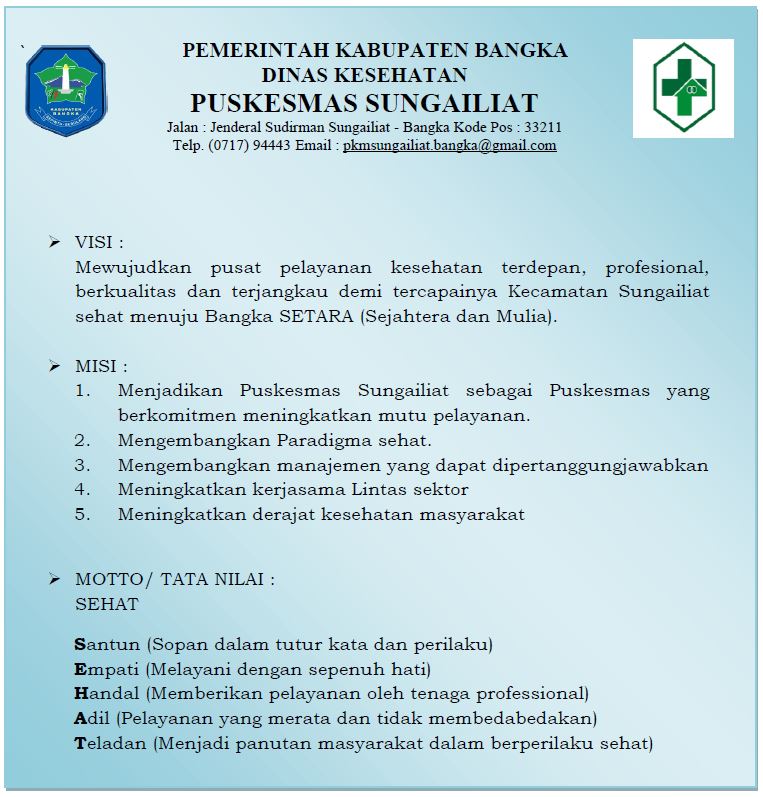 `
PEMERINTAH KABUPATEN BANGKA
DINAS KESEHATAN
PUSKESMAS SUNGAILIAT
Jalan : Jenderal Sudirman Sungailiat - Bangka Kode Pos : 33211
Telp. (0717) 94443 Email : pkmsungailiat.bangka@gmail.com
KABUPATEN
BANGKA
➢ VISI :
Mewujudkan pusat pelayanan kesehatan terdepan, profesional,
berkualitas dan terjangkau demi tercapainya Kecamatan Sungailiat
sehat menuju Bangka SETARA (Sejahtera dan Mulia).
➢ MISI :
1. Menjadikan Puskesmas Sungailiat sebagai Puskesmas yang
berkomitmen meningkatkan mutu pelayanan.
2. Mengembangkan Paradigma sehat.
3. Mengembangkan manajemen yang dapat dipertanggungjawabkan
4. Meningkatkan kerjasama Lintas sektor
5. Meningkatkan derajat kesehatan masyarakat
➢ MOTTO/ TATA NILAI :
SEHAT
Santun (Sopan dalam tutur kata dan perilaku)
Empati (Melayani dengan sepenuh hati)
Handal (Memberikan pelayanan oleh tenaga professional)
Adil (Pelayanan yang merata dan tidak membedabedakan)
Teladan (Menjadi panutan masyarakat dalam berperilaku sehat)